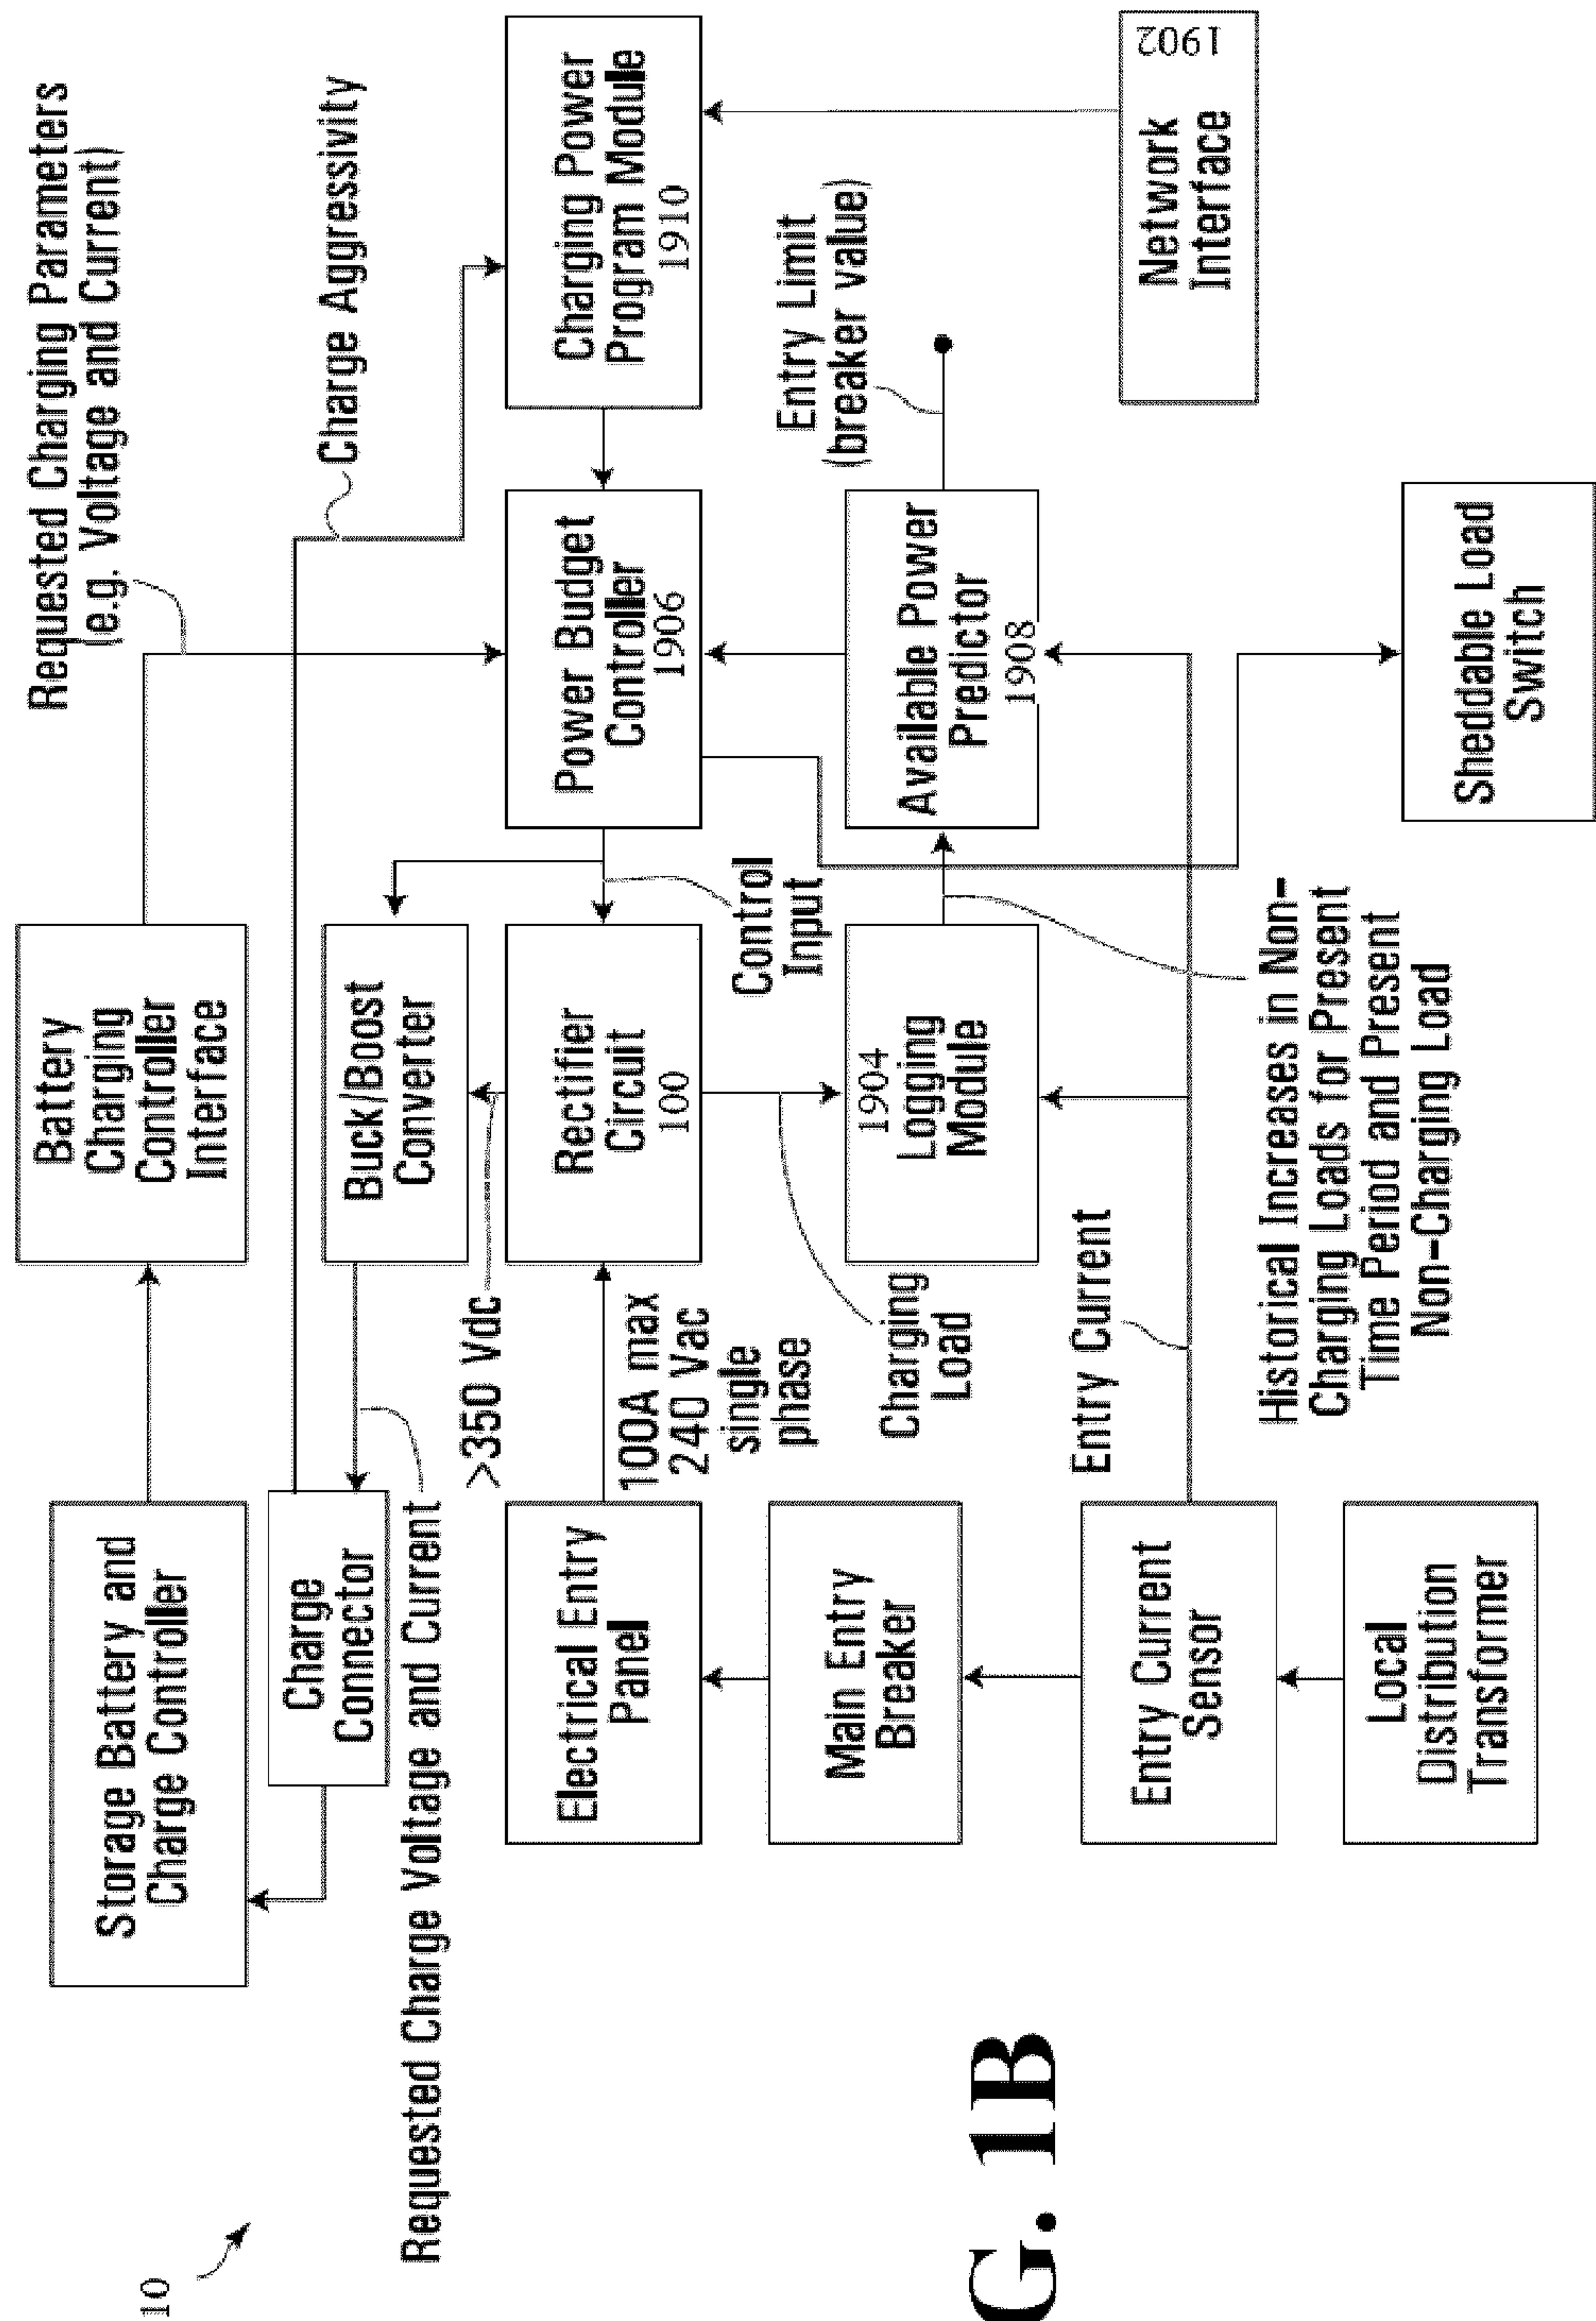 10
Storage Battery and
Charge Controller
Battery
Charging
Controller
Interface
Requested Charging Parameters
(e.g. Voltage and Current)
Charge
Connector
Buck/Boost
Converter
Charge Aggressivity
Requested Charge Voltage and Current
>350 Vdc
Electrical Entry
Panel
100A max
240 Vac
single
phase
Rectifier
Circuit
100
Control
Input
Power Budget
Controller
1906
Charging Power
Program Module
1910
Main Entry
Breaker
Charging
Load
1904
Logging
Module
Available Power
Predictor
1908
Entry Limit
(breaker value)
Entry Current
Sensor
Entry Current
Network
Interface
1902
Local
Distribution
Transformer
Historical Increases in Non-
Charging Loads for Present
Time Period and Present
Non-Charging Load
Sheddable Load
Switch
G. 1B